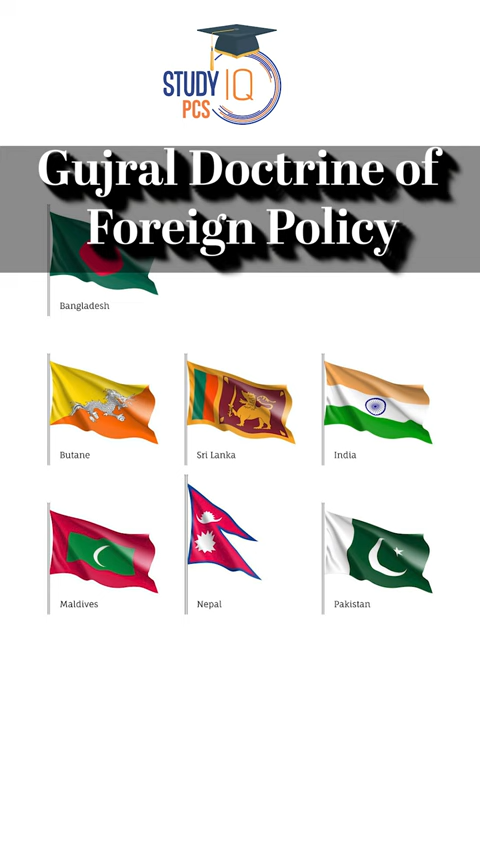 STUDY IQ
PCS
Gujral Doctrine of
Foreign Policy
Bangladesh
Butane
Sri Lanka
India
Maldives
Nepal
Pakistan